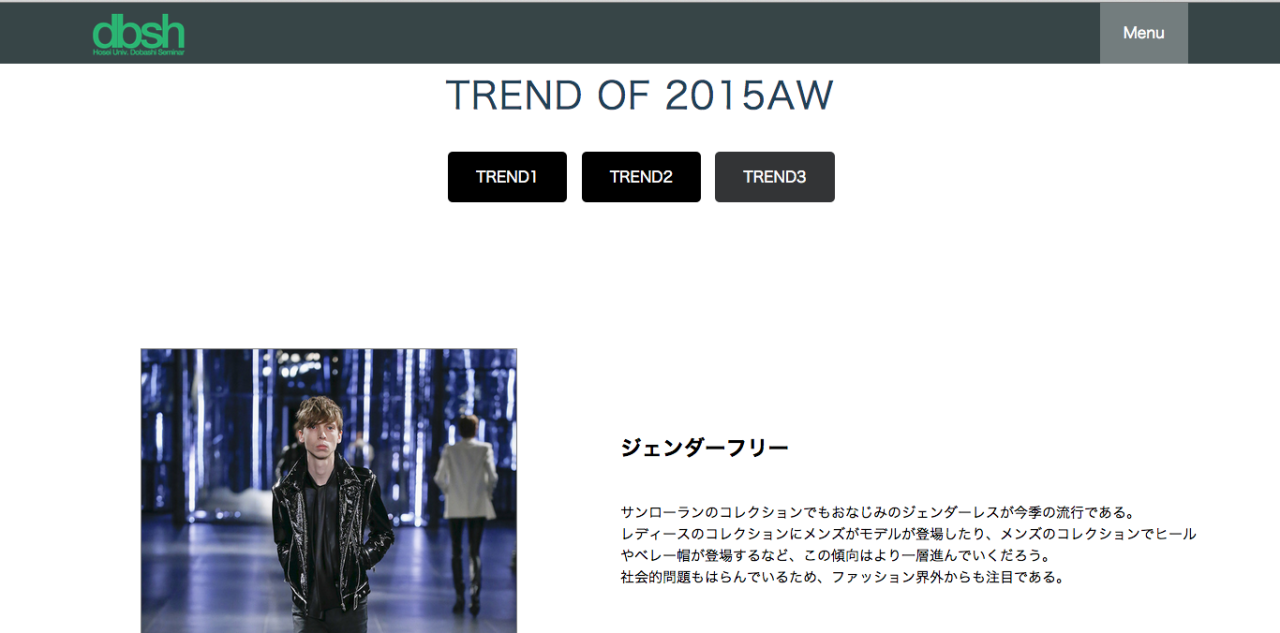 dbsh
Hosei Univ. Dobashi Seminar
Menu
TREND OF 2015AW
TREND1
TREND2
TREND3
ジェンダーフリー
サンローランのコレクションでもおなじみのジェンダーレスが今季の流行である。
レディースのコレクションにメンズがモデルが登場したり、メンズのコレクションでヒール
やベレー帽が登場するなど、この傾向はより一層進んでいくだろう。
社会的問題もはらんでいるため、ファッション界外からも注目である。